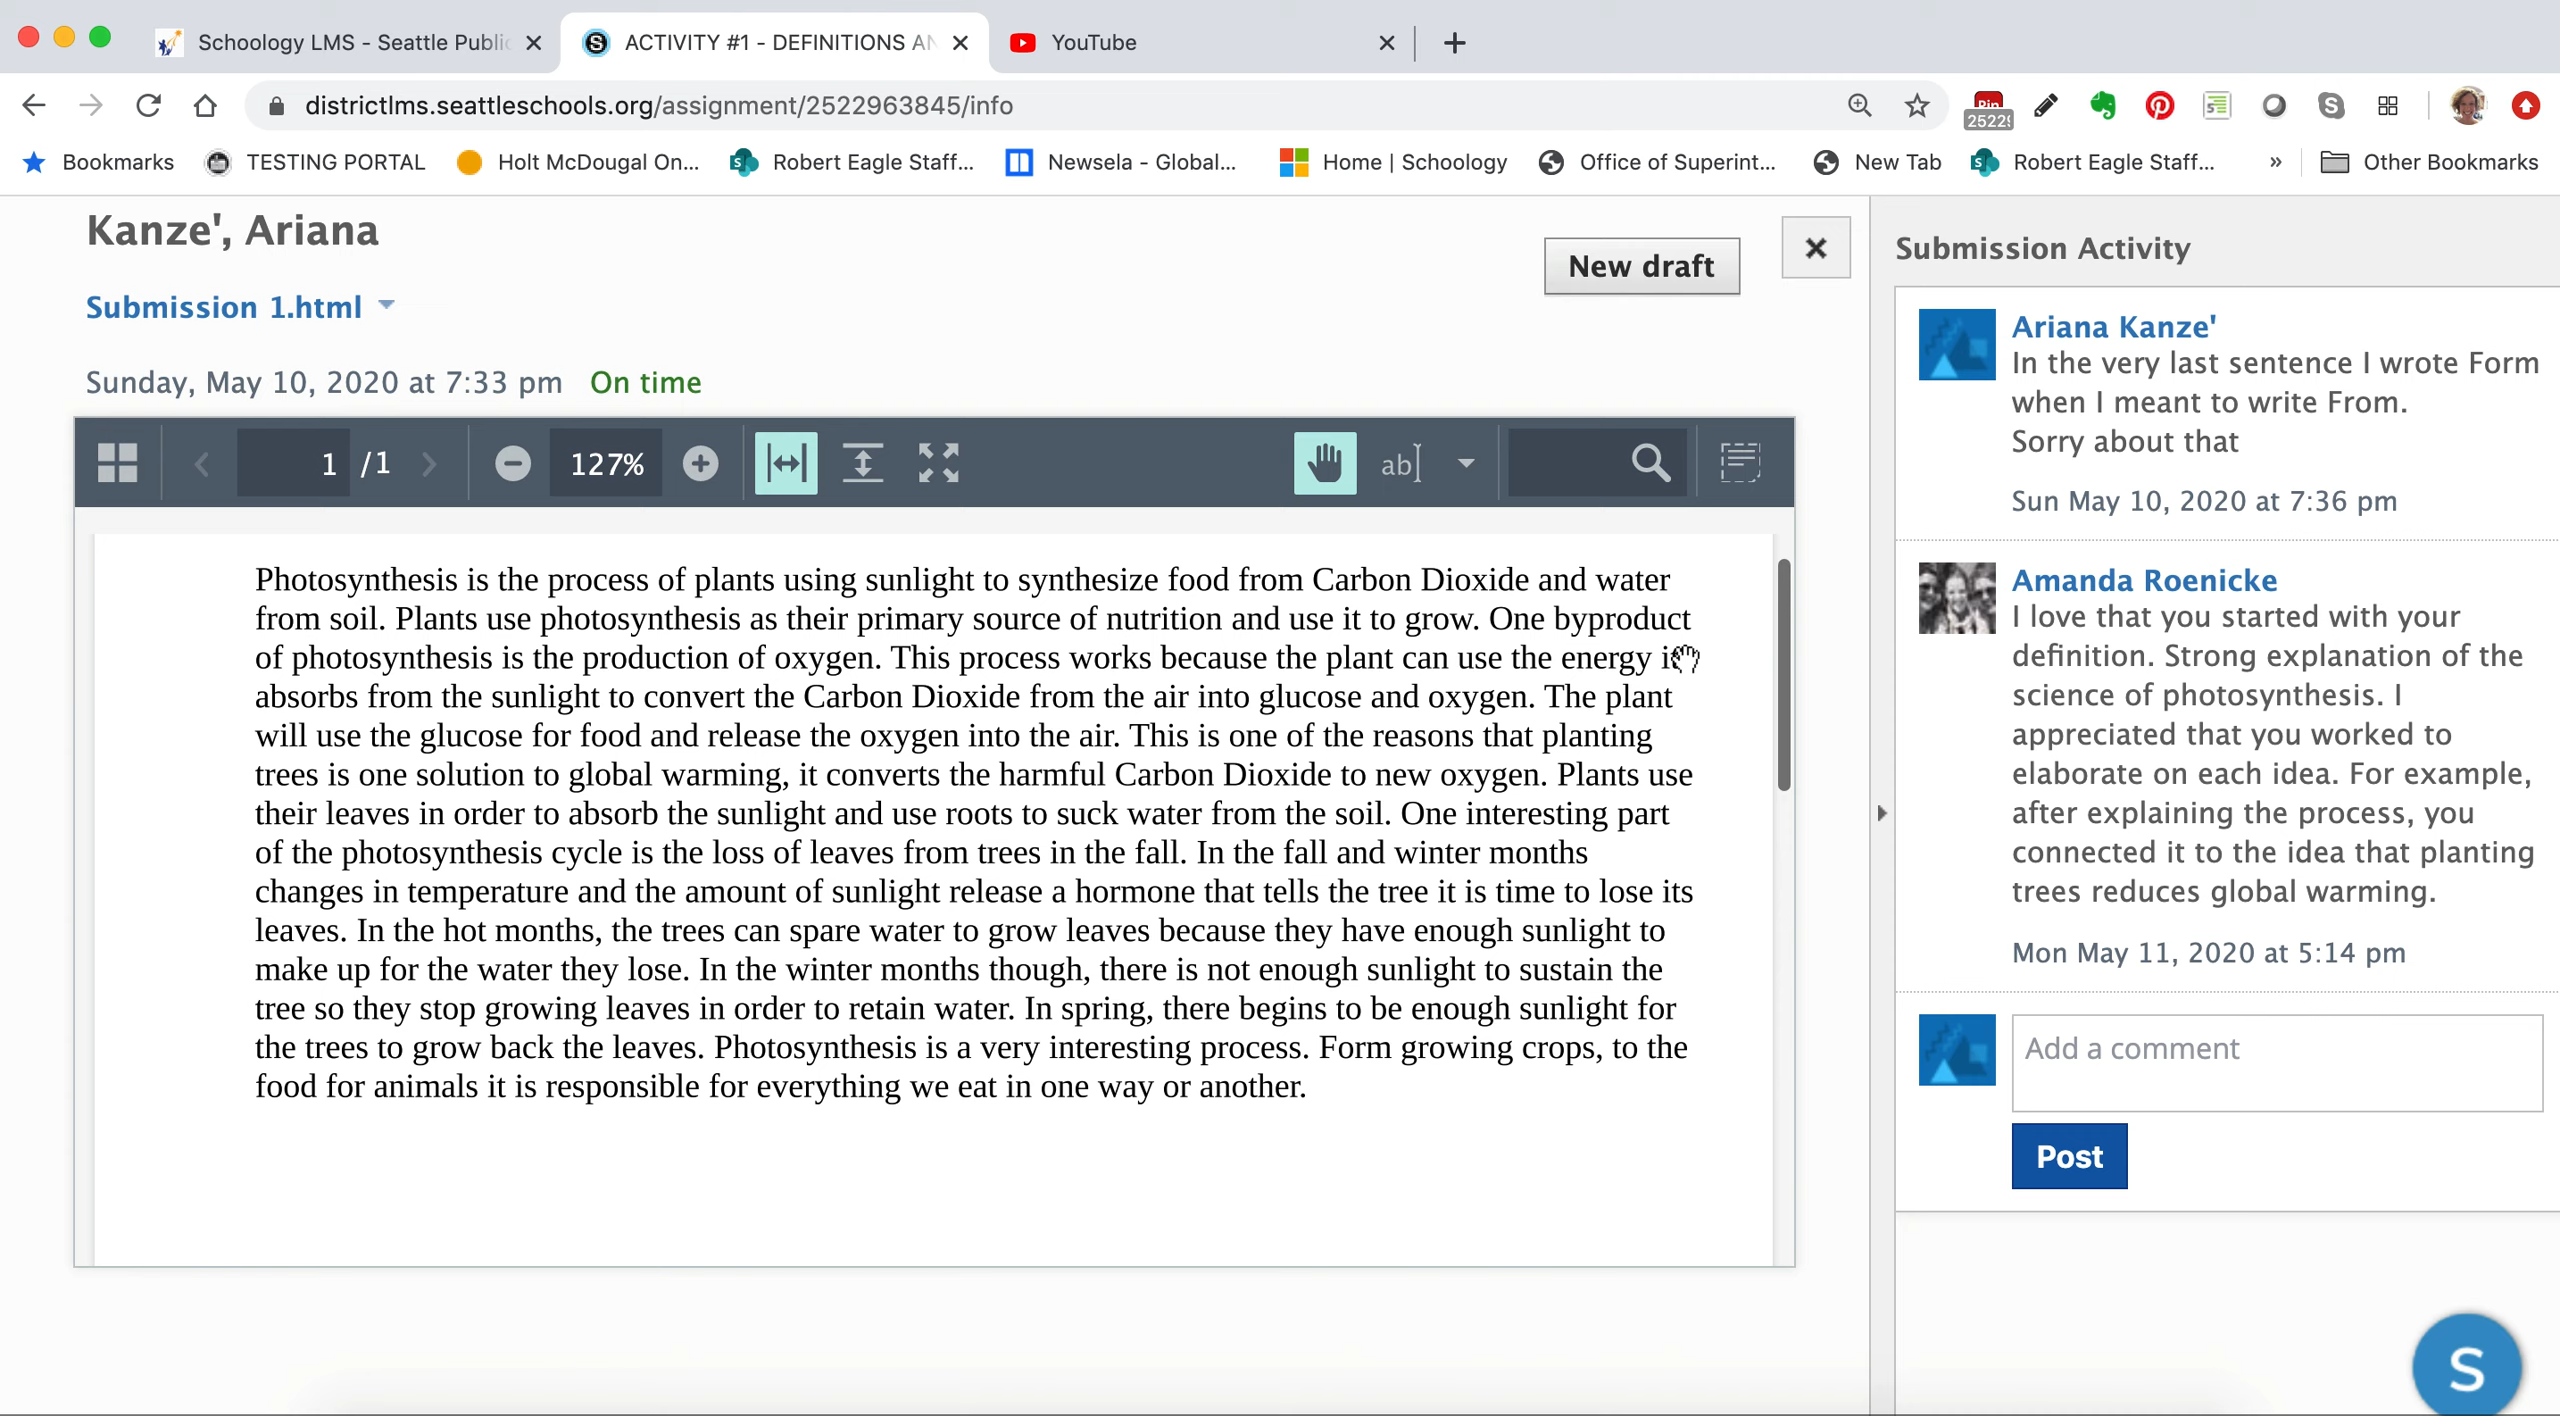 Schoology LMS - Seattle Public
ACTIVITY #1 - DEFINITIONS AN
YouTube
districtlms.seattleschools.org/assignment/2522963845/info
Pin
25229
Bookmarks
TESTING PORTAL
Holt McDougal On...
Robert Eagle Staff...
Newsela - Global...
Home | Schoology
Office of Superint...
New Tab
Robert Eagle Staff...
»
Other Bookmarks
Kanze', Ariana
New draft
Submission 1.html
Sunday, May 10, 2020 at 7:33 pm On time
1 /1
127%
ab
Photosynthesis is the process of plants using sunlight to synthesize food from Carbon Dioxide and water
from soil. Plants use photosynthesis as their primary source of nutrition and use it to grow. One byproduct
of photosynthesis is the production of oxygen. This process works because the plant can use the energy it
absorbs from the sunlight to convert the Carbon Dioxide from the air into glucose and oxygen. The plant
will use the glucose for food and release the oxygen into the air. This is one of the reasons that planting
trees is one solution to global warming, it converts the harmful Carbon Dioxide to new oxygen. Plants use
their leaves in order to absorb the sunlight and use roots to suck water from the soil. One interesting part
of the photosynthesis cycle is the loss of leaves from trees in the fall. In the fall and winter months
changes in temperature and the amount of sunlight release a hormone that tells the tree it is time to lose its
leaves. In the hot months, the trees can spare water to grow leaves because they have enough sunlight to
make up for the water they lose. In the winter months though, there is not enough sunlight to sustain the
tree so they stop growing leaves in order to retain water. In spring, there begins to be enough sunlight for
the trees to grow back the leaves. Photosynthesis is a very interesting process. Form growing crops, to the
food for animals it is responsible for everything we eat in one way or another.
Submission Activity
Ariana Kanze'
In the very last sentence I wrote Form
when I meant to write From.
Sorry about that
Sun May 10, 2020 at 7:36 pm
Amanda Roenicke
I love that you started with your
definition. Strong explanation of the
science of photosynthesis. I
appreciated that you worked to
elaborate on each idea. For example,
after explaining the process, you
connected it to the idea that planting
trees reduces global warming.
Mon May 11, 2020 at 5:14 pm
Add a comment
Post
S